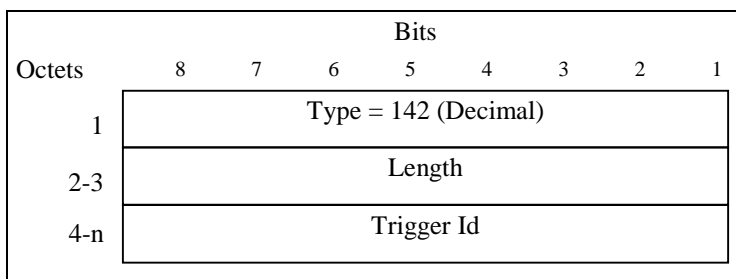 Bits
Octets 8 7 6 5 4 3 2 1
1 Type = 142 (Decimal)
2-3 Length
4-n Trigger Id